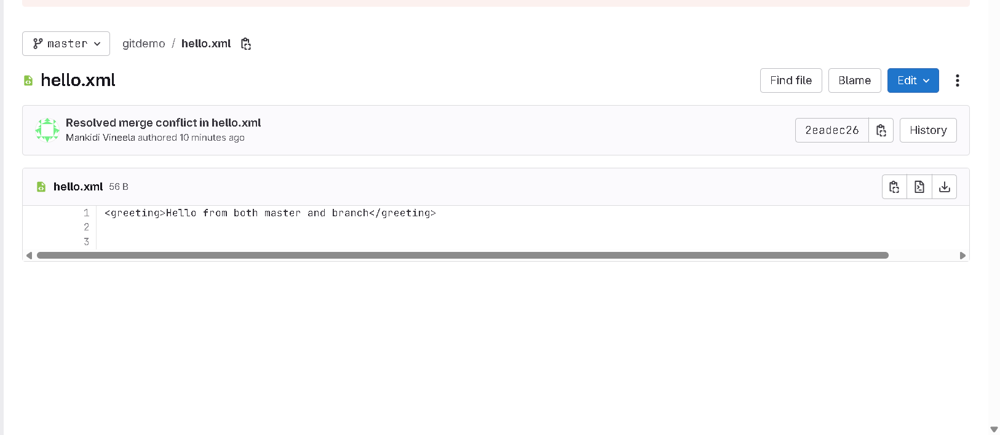 master
gitdemo / hello.xml
hello.xml
Find file
Blame
Edit
Resolved merge conflict in hello.xml
Mankidi Vineela authored 10 minutes ago
2eadec26
History
hello.xml 56 B
1 <greeting>Hello from both master and branch</greeting>
2
3